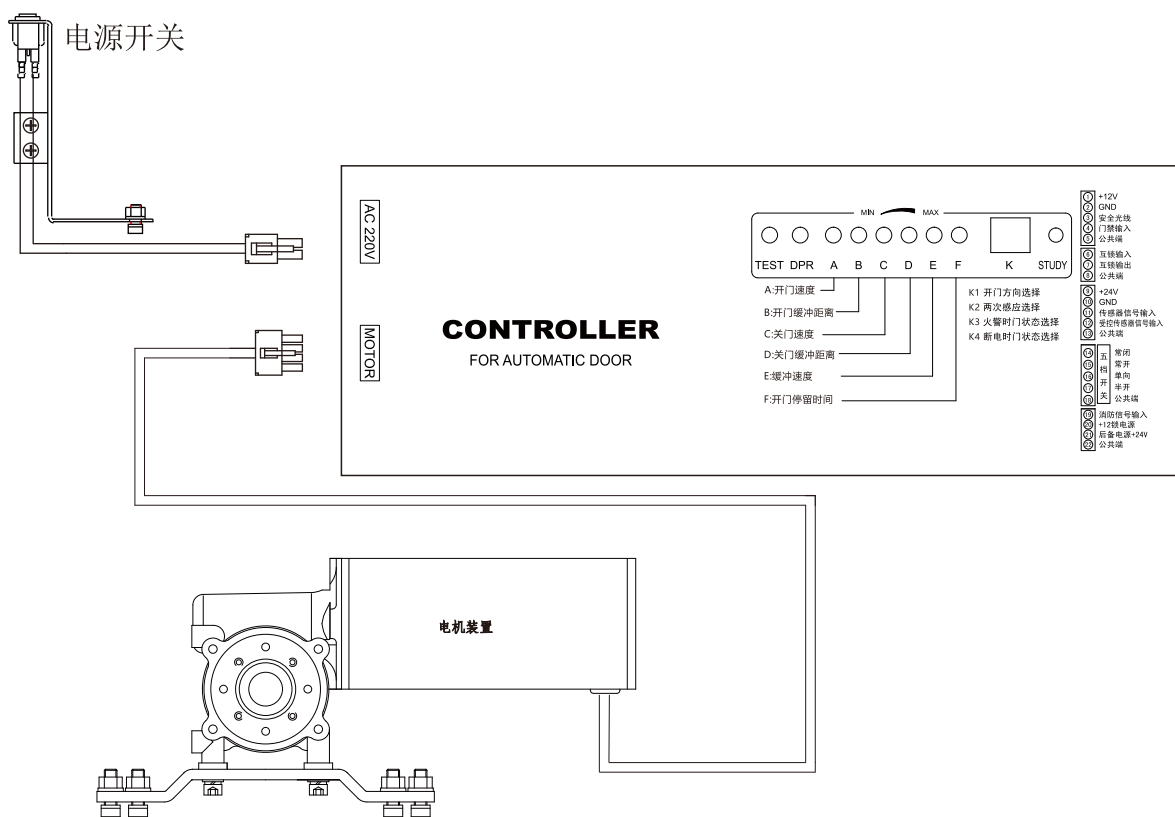 电源开关
AC 220V
MOTOR
CONTROLLER
FOR AUTOMATIC DOOR
MIN MAX
TEST DPR A B C D E F K STUDY
A:开门速度
B:开门缓冲距离
C:关门速度
D:关门缓冲距离
E:缓冲速度
F:开门停留时间
K1 开门方向选择
K2 两次感应选择
K3 火警时门状态选择
K4 断电时门状态选择
1 +12V
2 GND
3 安全光线
4 门禁输入
5 公共端
6 互锁输入
7 互锁输出
8 公共端
9 +24V
10 GND
11 传感器信号输入
12 受控传感器信号输入
13 公共端
五档开关
14 常闭
15 常开
16 单向
17 半开
18 公共端
19 消防信号输入
20 +12锁电源
21 后备电源+24V
22 公共端
电机装置